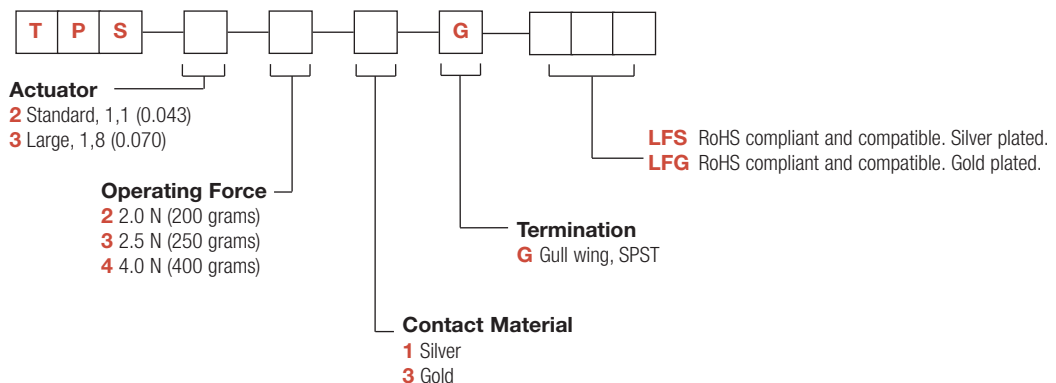 T P S G
Actuator
2 Standard, 1,1 (0.043)
3 Large, 1,8 (0.070)
LFS RoHS compliant and compatible. Silver plated.
LFG RoHS compliant and compatible. Gold plated.
Operating Force
2 2.0 N (200 grams)
3 2.5 N (250 grams)
4 4.0 N (400 grams)
Termination
G Gull wing, SPST
Contact Material
1 Silver
3 Gold